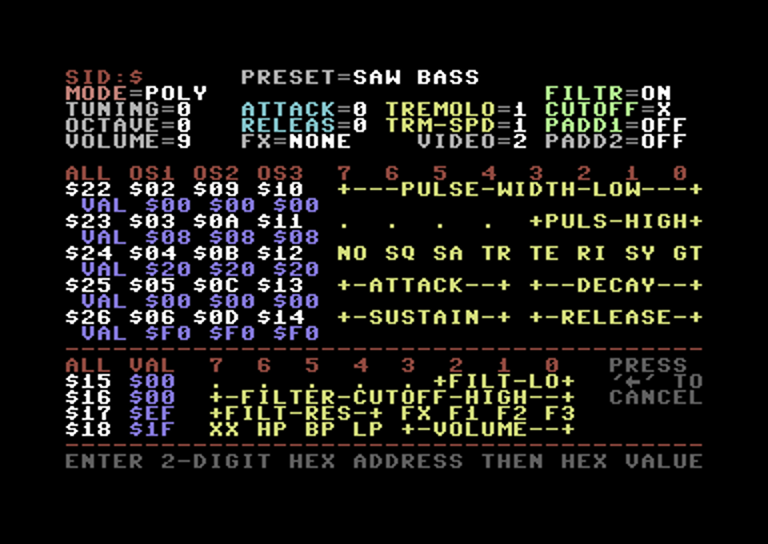 SID:$ PRESET=SAW BASS
MODE=POLY FILTR=ON
TUNING=0 ATTACK=0 TREMOLO=1 CUTOFF=X
OCTAVE=0 RELEAS=0 TRM-SPD=1 PADD1=OFF
VOLUME=9 FX=NONE VIDEO=2 PADD2=OFF
ALL OS1 OS2 OS3 7 6 5 4 3 2 1 0
$22 $02 $09 $10 +---PULSE-WIDTH-LOW---+
VAL $00 $00 $00
$23 $03 $0A $11 . . . . +PULS-HIGH+
VAL $08 $08 $08
$24 $04 $0B $12 NO SQ SA TR TE RI SY GT
VAL $20 $20 $20
$25 $05 $0C $13 +-ATTACK--+ +--DECAY--+
VAL $00 $00 $00
$26 $06 $0D $14 +-SUSTAIN-+ +-RELEASE-+
VAL $F0 $F0 $F0
ALL VAL 7 6 5 4 3 2 1 0 PRESS
$15 $00 . . . . . +FILT-LO+ '←' TO
$16 $00 +-FILTER-CUTOFF-HIGH--+ CANCEL
$17 $EF +FILT-RES-+ FX F1 F2 F3
$18 $1F XX HP BP LP +-VOLUME--+
ENTER 2-DIGIT HEX ADDRESS THEN HEX VALUE